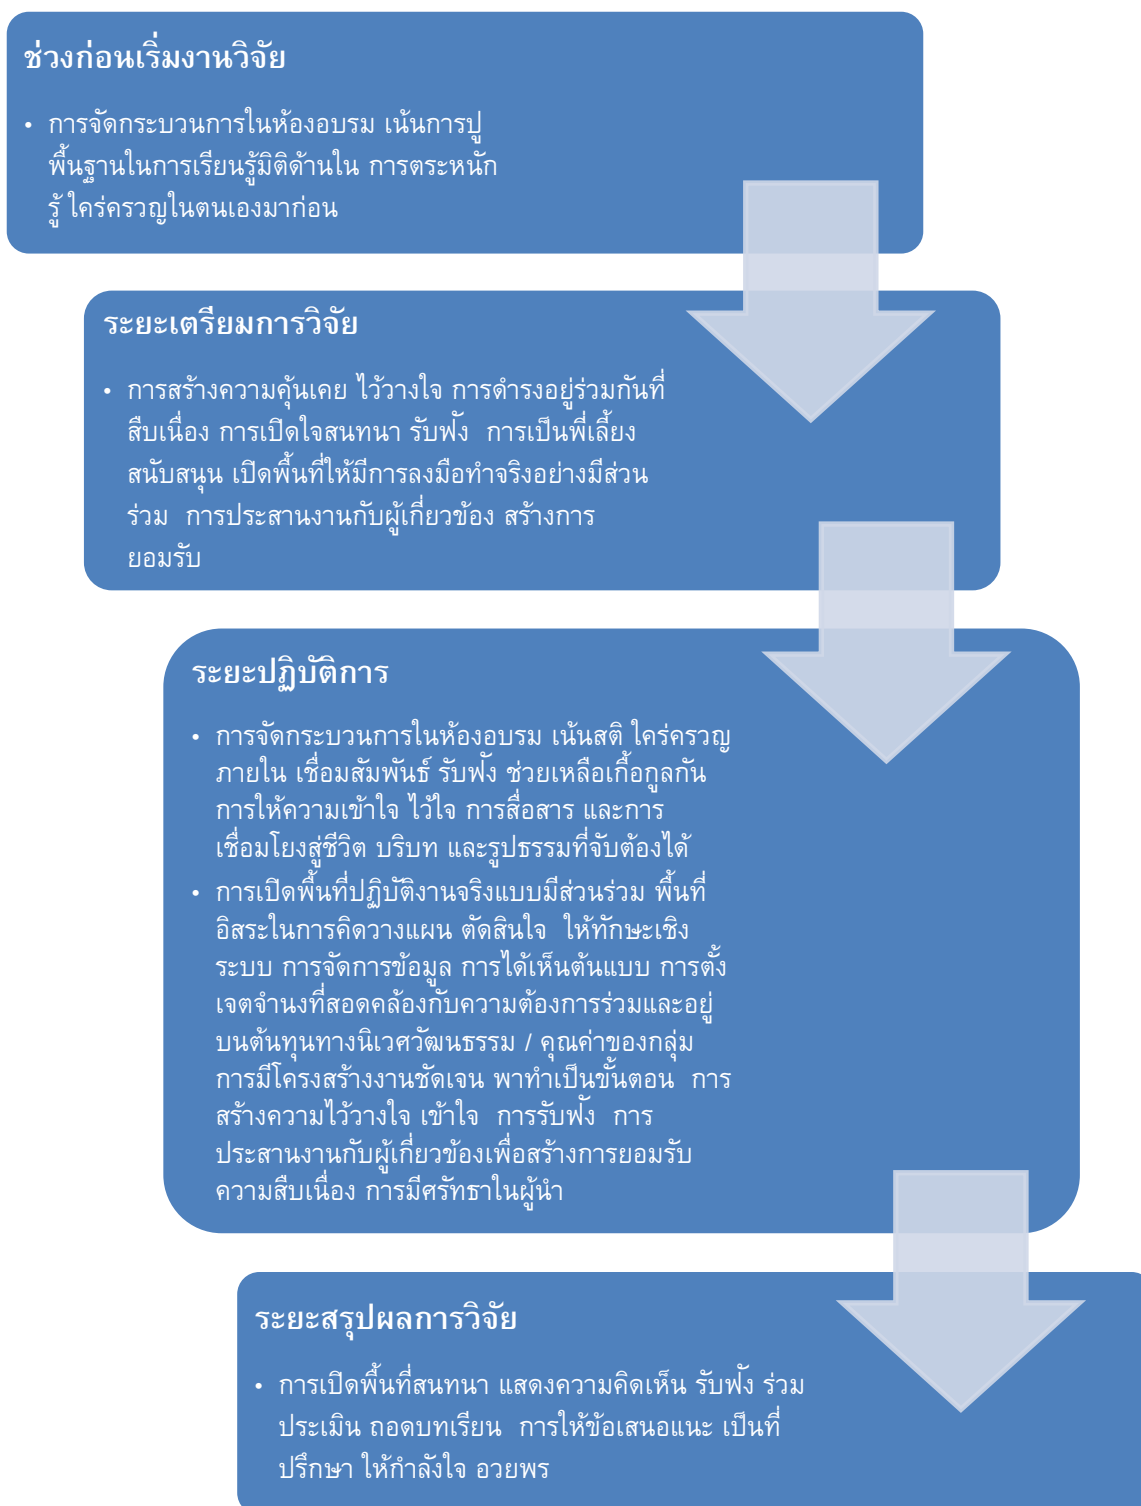 ช่วงก่อนเริ่มงานวิจัย
• การจัดกระบวนการในห้องอบรม เน้นการปู
พื้นฐานในการเรียนรู้มิติด้านใน การตระหนัก
รู้ ใคร่ครวญในตนเองมาก่อน
ระยะเตรียมการวิจัย
• การสร้างความคุ้นเคย ไว้วางใจ การดำรงอยู่ร่วมกันที่
สืบเนื่อง การเปิดใจสนทนา รับฟัง การเป็นพี่เลี้ยง
สนับสนุน เปิดพื้นที่ให้มีการลงมือทำจริงอย่างมีส่วน
ร่วม การประสานงานกับผู้เกี่ยวข้อง สร้างการ
ยอมรับ
ระยะปฏิบัติการ
• การจัดกระบวนการในห้องอบรม เน้นสติ ใคร่ครวญ
ภายใน เชื่อมสัมพันธ์ รับฟัง ช่วยเหลือเกื้อกูลกัน
การให้ความเข้าใจ ไว้ใจ การสื่อสาร และการ
เชื่อมโยงสู่ชีวิต บริบท และรูปธรรมที่จับต้องได้
• การเปิดพื้นที่ปฏิบัติงานจริงแบบมีส่วนร่วม พื้นที่
อิสระในการคิดวางแผน ตัดสินใจ ให้ทักษะเชิง
ระบบ การจัดการข้อมูล การได้เห็นต้นแบบ การตั้ง
เจตจำนงที่สอดคล้องกับความต้องการร่วมและอยู่
บนต้นทุนทางนิเวศวัฒนธรรม / คุณค่าของกลุ่ม
การมีโครงสร้างงานชัดเจน พาทำเป็นขั้นตอน การ
สร้างความไว้วางใจ เข้าใจ การรับฟัง การ
ประสานงานกับผู้เกี่ยวข้องเพื่อสร้างการยอมรับ
ความสืบเนื่อง การมีศรัทธาในผู้นำ
ระยะสรุปผลการวิจัย
• การเปิดพื้นที่สนทนา แสดงความคิดเห็น รับฟัง ร่วม
ประเมิน ถอดบทเรียน การให้ข้อเสนอแนะ เป็นที่
ปรึกษา ให้กำลังใจ อวยพร